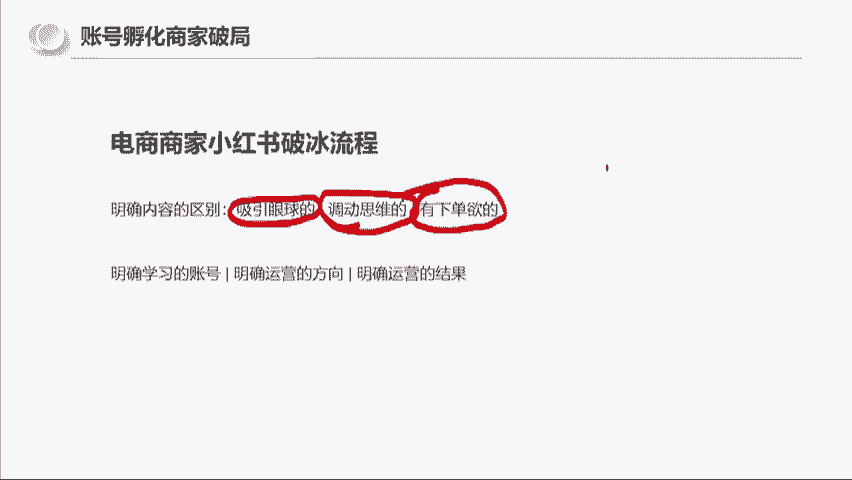 账号孵化商家破局
电商商家小红书破冰流程
明确内容的区别：吸引眼球的 调动思维的 有下单欲的
明确学习的账号 | 明确运营的方向 | 明确运营的结果